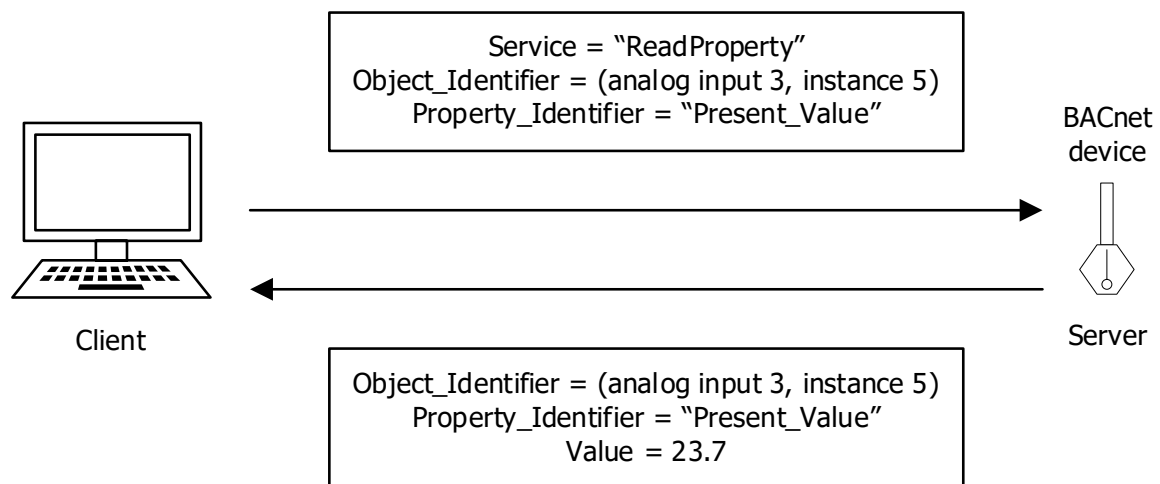 Service = “ReadProperty”
Object_Identifier = (analog input 3, instance 5)
Property_Identifier = “Present_Value”
BACnet
device
Client
Server
Object_Identifier = (analog input 3, instance 5)
Property_Identifier = “Present_Value”
Value = 23.7